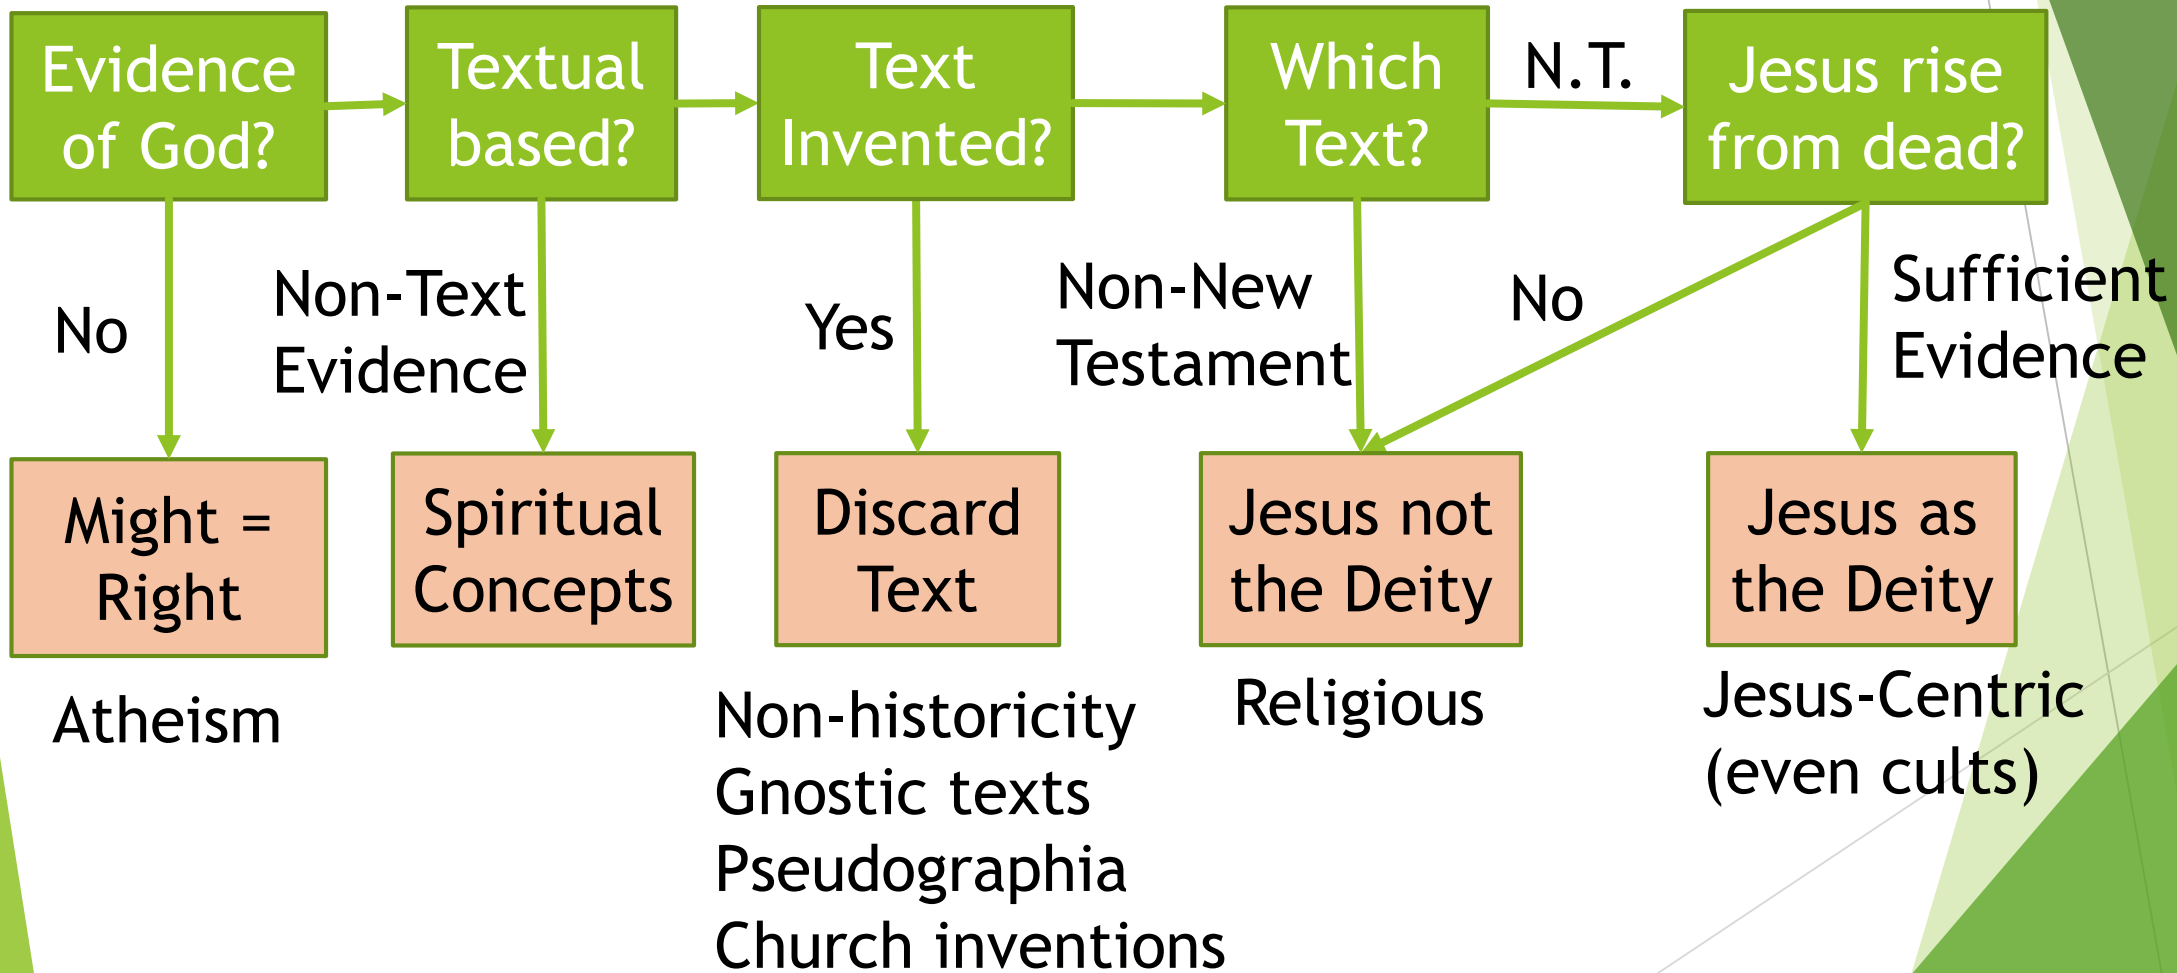 Evidence
of God?
Textual
based?
Text
Invented?
Which
Text?
N.T.
Jesus rise
from dead?
No
Non-Text
Evidence
Yes
Non-New
Testament
No
Sufficient
Evidence
Might =
Right
Spiritual
Concepts
Discard
Text
Jesus not
the Deity
Jesus as
the Deity
Atheism
Non-historicity
Gnostic texts
Pseudographia
Church inventions
Religious
Jesus-Centric
(even cults)